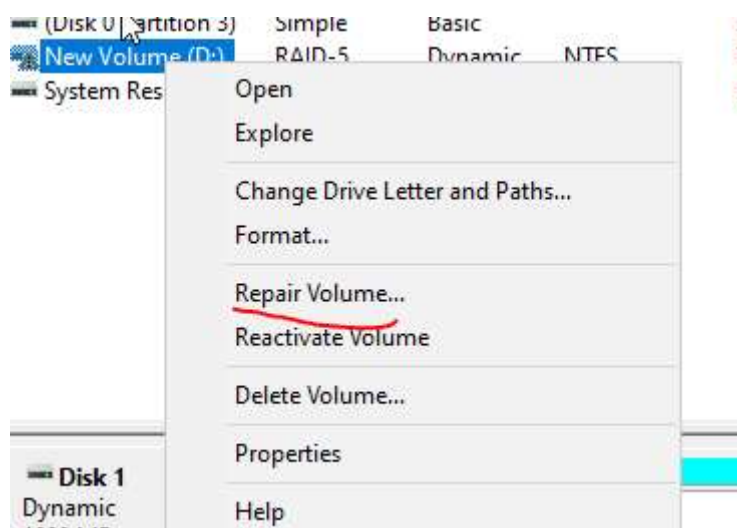 (Disk 0 Partition 3) Simple Basic
New Volume (D:) RAID-5 Dynamic NTFS
System Res
Open
Explore
Change Drive Letter and Paths...
Format...
Repair Volume...
Reactivate Volume
Delete Volume...
Properties
Help
Disk 1
Dynamic